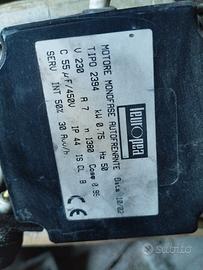 MOTORE MONOFASE AUTOFRENANTE
TIPO 2394 kW 0.75 Hz 50
V 230 A 7 n 1380
C 55 µF/450V IP 44 IS CL B
SERV INT 50% 30 Avv/h
Subito